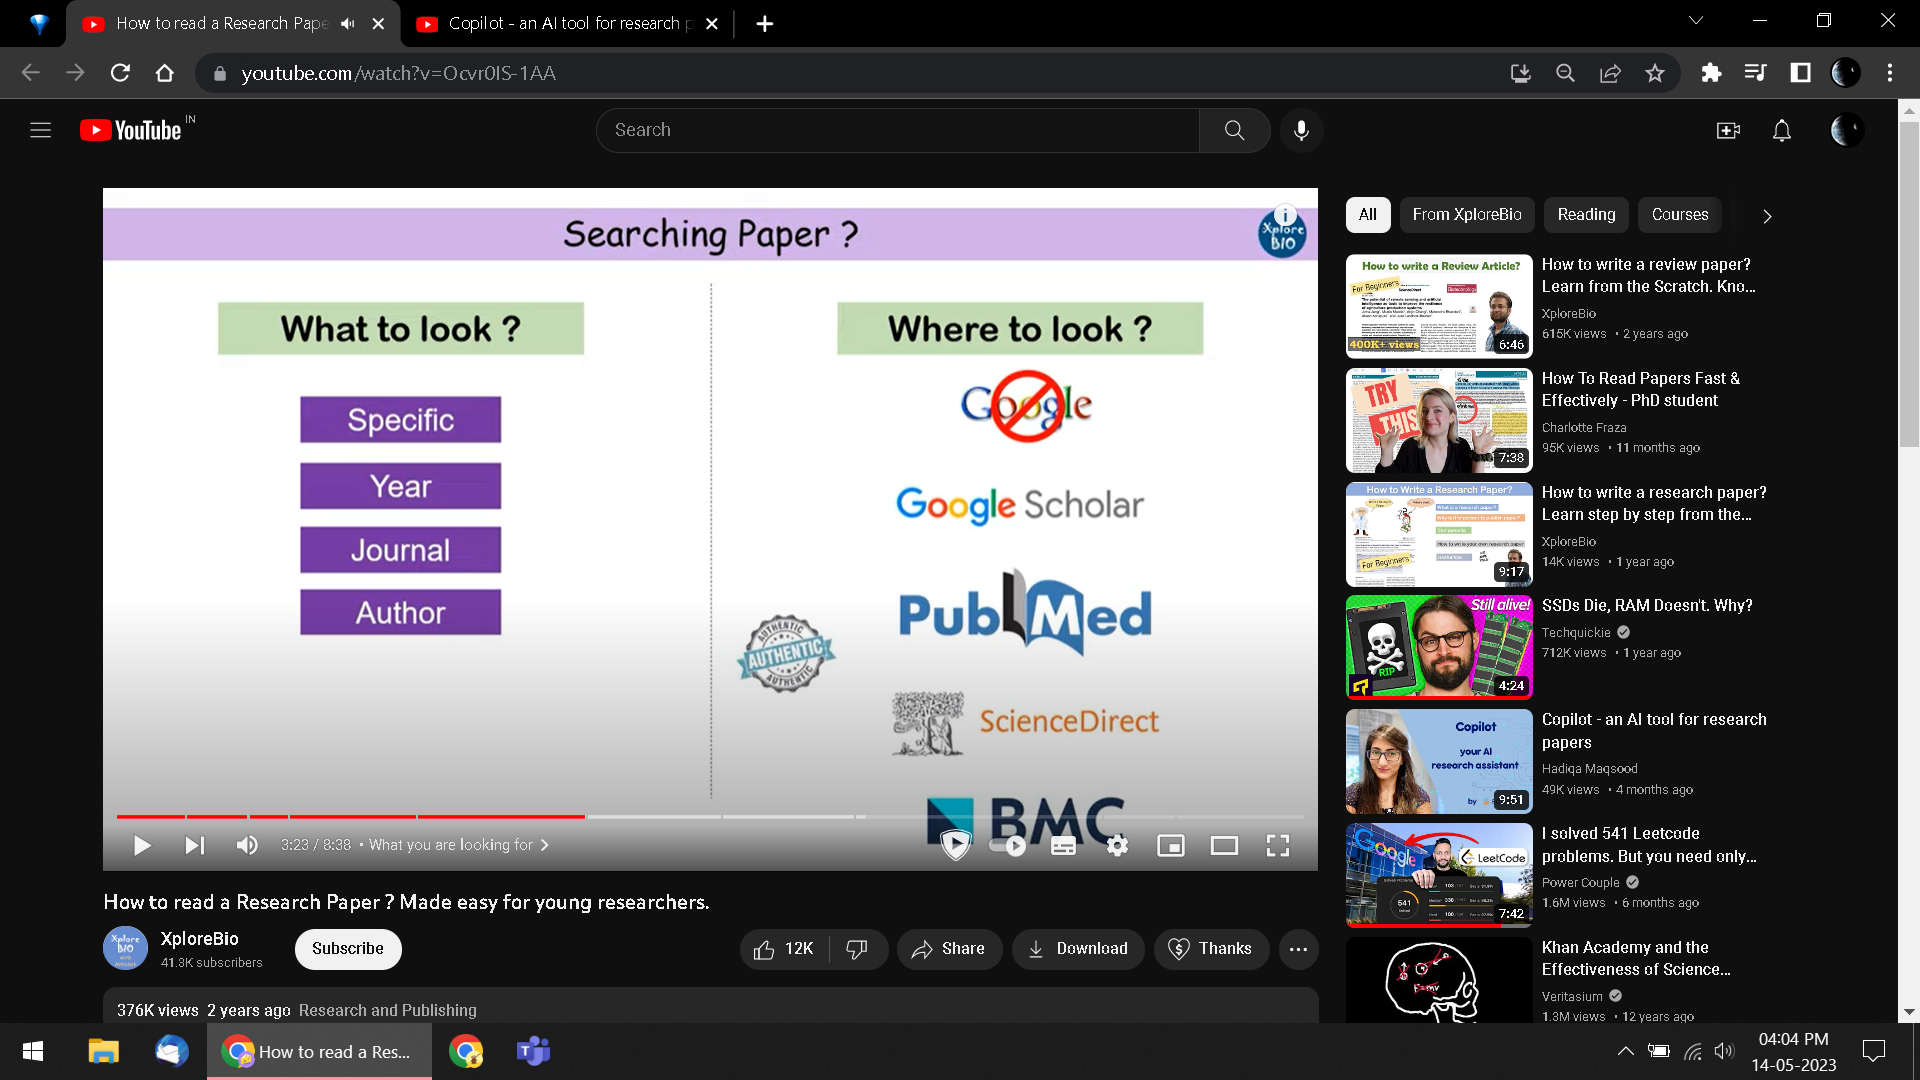 How to read a Research Pape
Copilot - an AI tool for research p
youtube.com/watch?v=Ocvr0IS-1AA
YouTube IN
Search
Searching Paper ?
Xplore
BIO
What to look ?
Where to look ?
Specific
Year
Journal
Author
Google
Google Scholar
PubMed
AUTHENTIC
AUTHENTIC
AUTHENTIC
ScienceDirect
BMC
3:23 / 8:38 • What you are looking for
How to read a Research Paper ? Made easy for young researchers.
XploreBio
41.3K subscribers
Subscribe
12K
Share
Download
Thanks
376K views 2 years ago Research and Publishing
All
From XploreBio
Reading
Courses
How to write a Review Article?
For Beginners
400K+ views
6:46
How to write a review paper?
Learn from the Scratch. Kno...
XploreBio
615K views • 2 years ago
TRY
THIS
7:38
How To Read Papers Fast &
Effectively - PhD student
Charlotte Fraza
95K views • 11 months ago
How to Write a Research Paper?
For Beginners
9:17
How to write a research paper?
Learn step by step from the...
XploreBio
14K views • 1 year ago
Still alive!
RIP
4:24
SSDs Die, RAM Doesn't. Why?
Techquickie
712K views • 1 year ago
Copilot
your AI
research assistant
by
9:51
Copilot - an AI tool for research
papers
Hadiqa Maqsood
49K views • 4 months ago
Google
LeetCode
541
7:42
I solved 541 Leetcode
problems. But you need only...
Power Couple
1.6M views • 6 months ago
Khan Academy and the
Effectiveness of Science...
Veritasium
1.3M views • 12 years ago
How to read a Res...
04:04 PM
14-05-2023